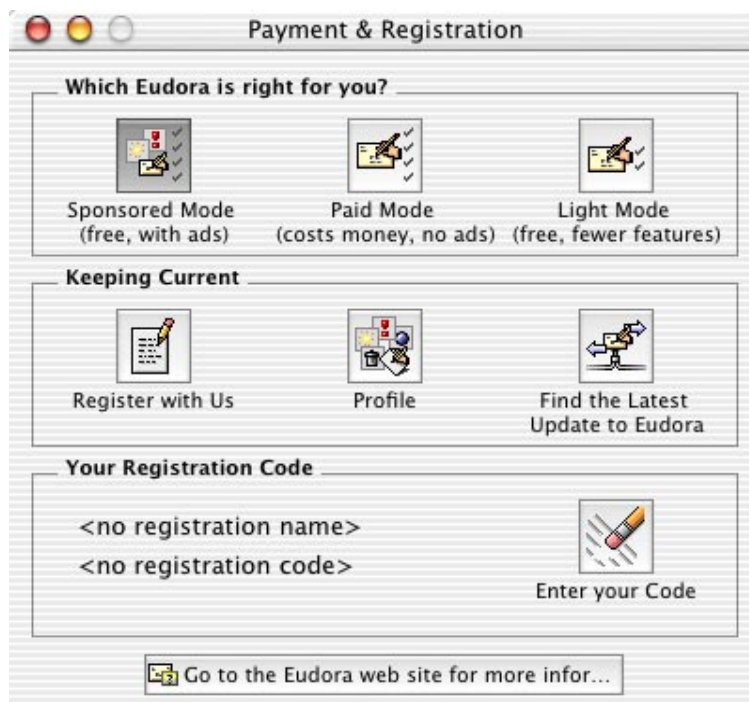 Payment & Registration
Which Eudora is right for you?
Sponsored Mode
(free, with ads)
Paid Mode
(costs money, no ads)
Light Mode
(free, fewer features)
Keeping Current
Register with Us
Profile
Find the Latest
Update to Eudora
Your Registration Code
<no registration name>
<no registration code>
Enter your Code
Go to the Eudora web site for more infor...